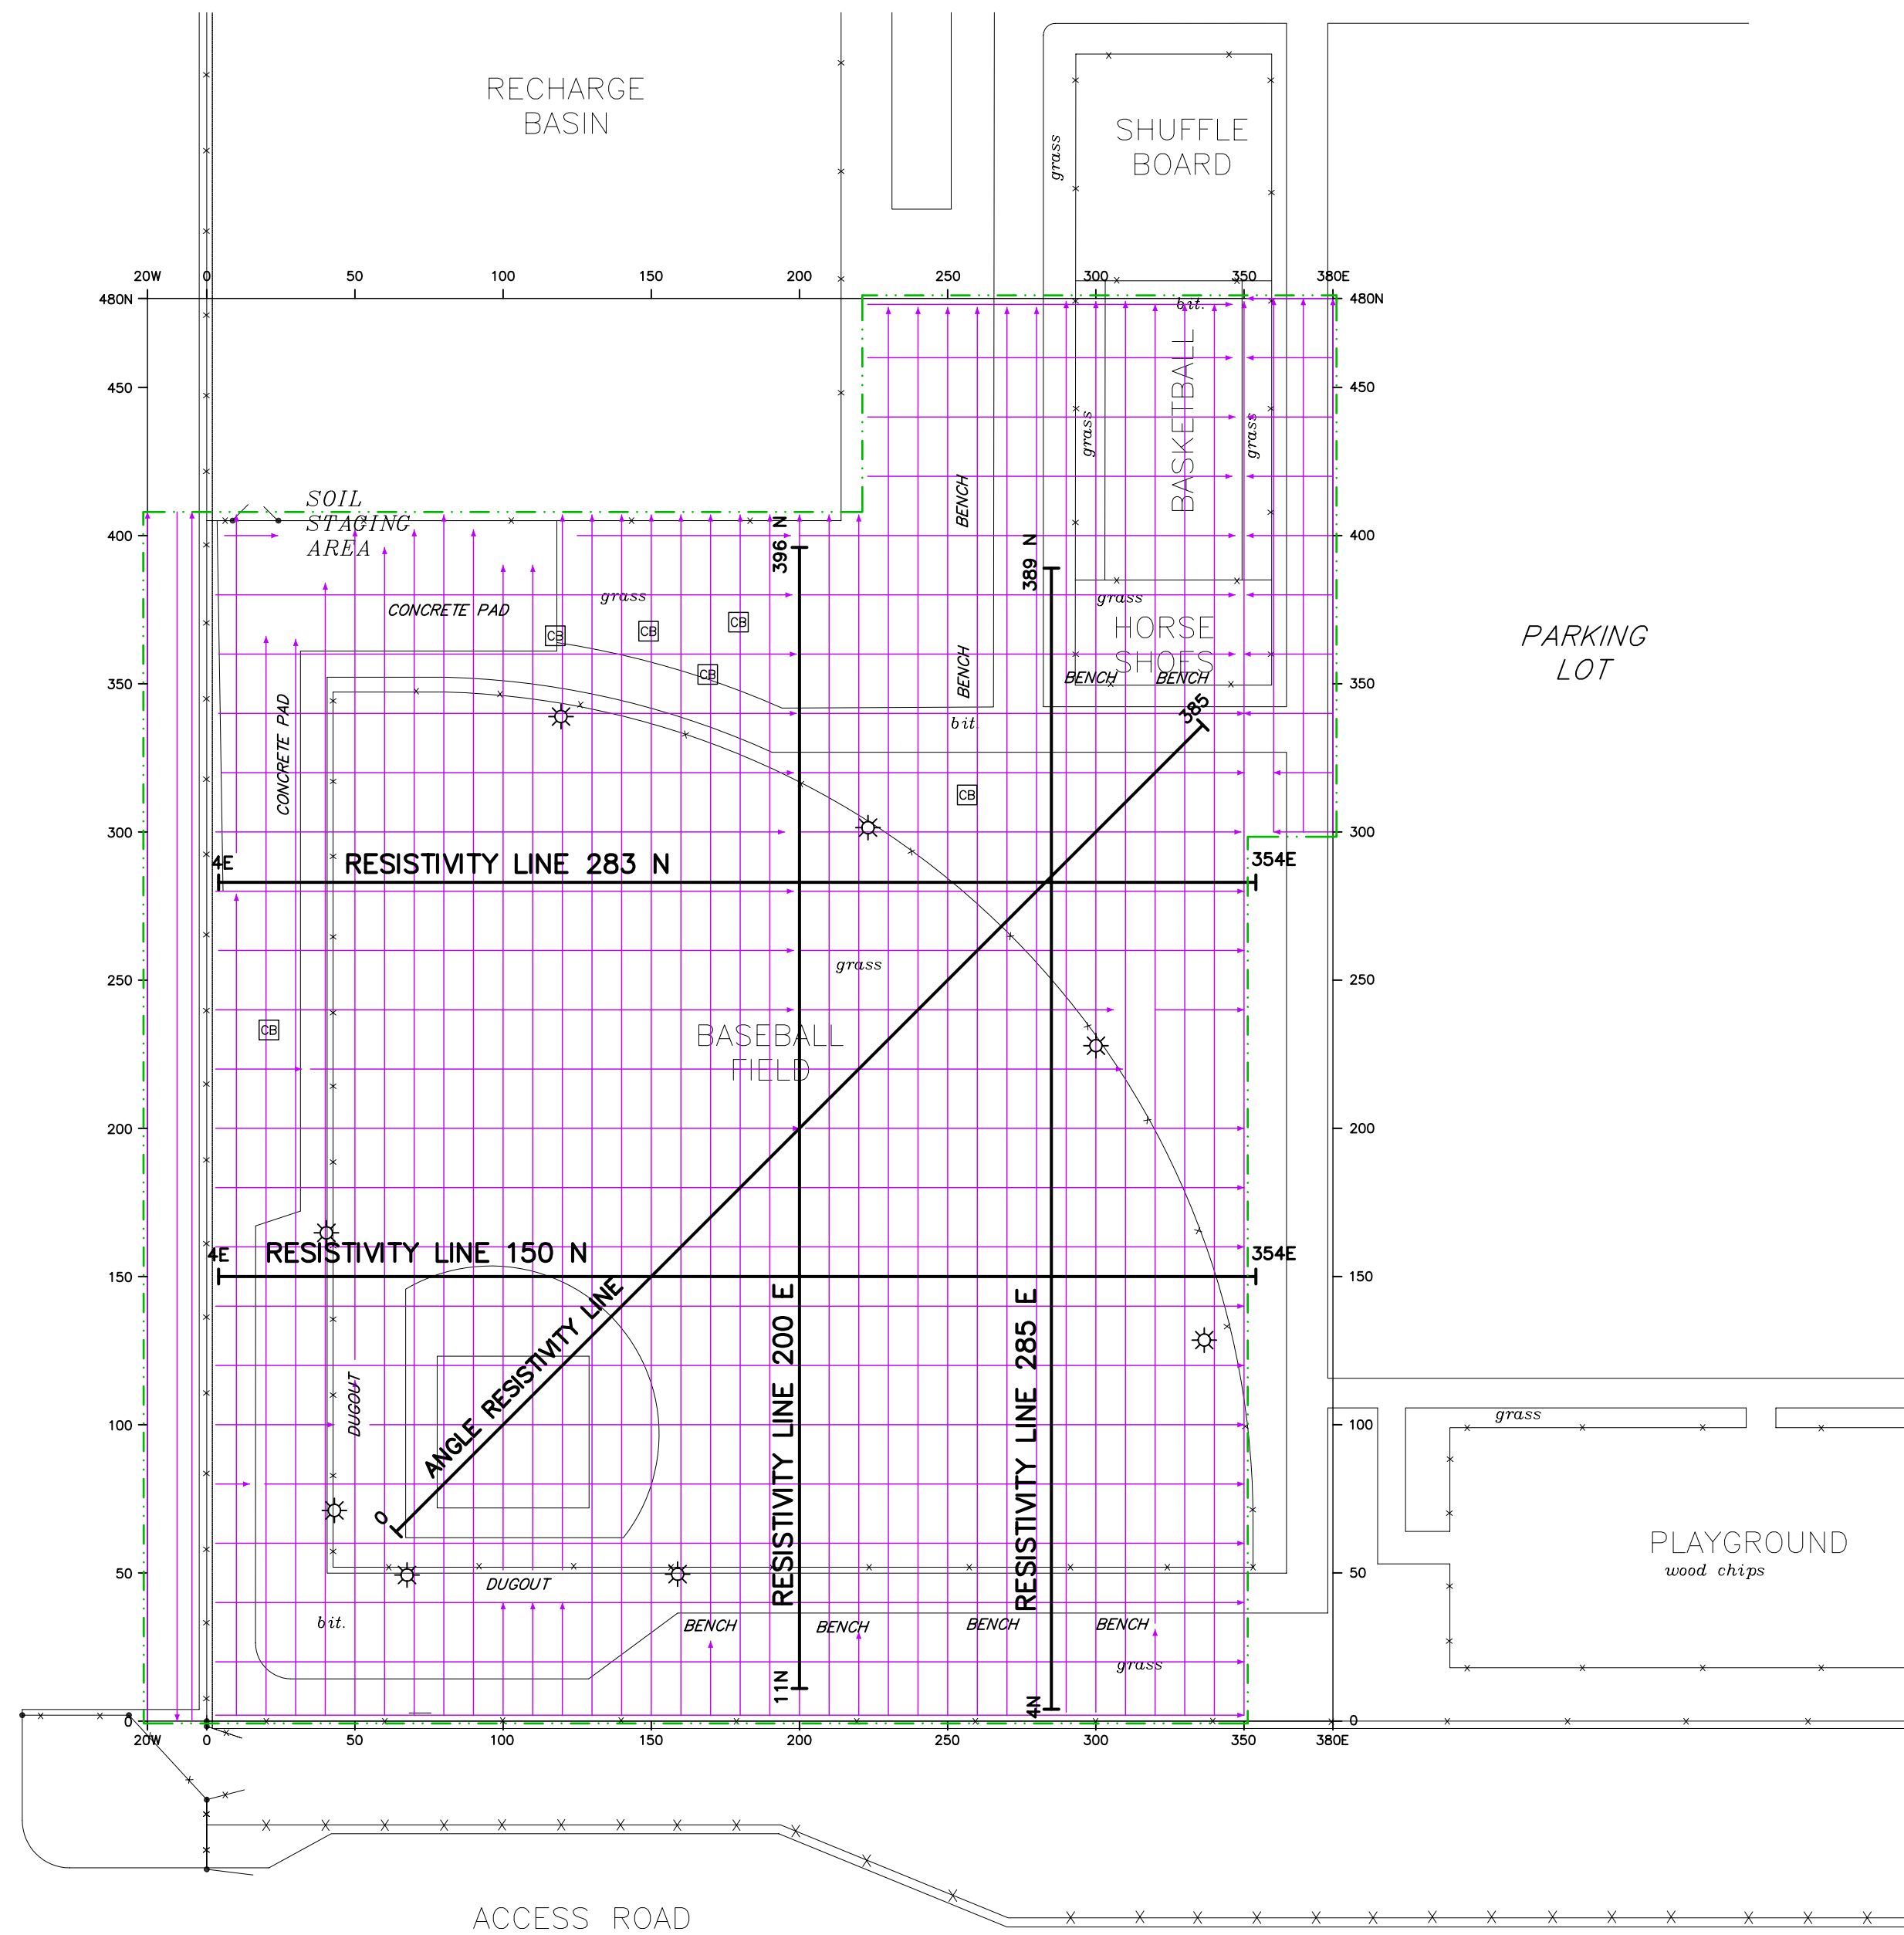 RECHARGE
BASIN
SHUFFLE
BOARD
grass
20W 0 50 100 150 200 250 300 350 380E
480N
480N
bit.
BASKETBALL
450
450
grass
grass
BENCH
SOIL
STAGING
AREA
400
400
396 N
389 N
CONCRETE PAD
grass
grass
CB
CB
CB
CB
HORSE
SHOES
BENCH
BENCH
BENCH
PARKING
LOT
350
350
385
bit.
CONCRETE PAD
CB
300
300
4E
RESISTIVITY LINE 283 N
354E
250
250
grass
CB
BASEBALL
FIELD
200
200
4E
RESISTIVITY LINE 150 N
354E
150
150
ANGLE RESISTIVITY LINE
0
RESISTIVITY LINE 200 E
RESISTIVITY LINE 285 E
DUGOUT
100
100
grass
PLAYGROUND
wood chips
50
50
DUGOUT
bit.
BENCH
BENCH
BENCH
BENCH
grass
11N
4N
0
0
20W 0 50 100 150 200 250 300 350 380E
ACCESS ROAD